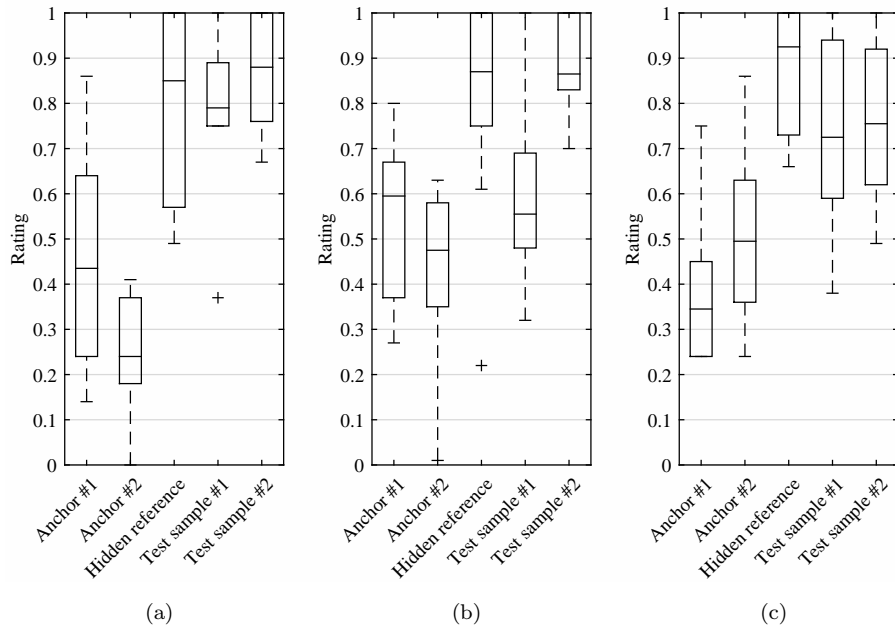 1
0.9
0.8
0.7
0.6
0.5
0.4
0.3
0.2
0.1
0
Rating
Anchor #1
Anchor #2
Hidden reference
Test sample #1
Test sample #2
(a)
1
0.9
0.8
0.7
0.6
0.5
0.4
0.3
0.2
0.1
0
Rating
Anchor #1
Anchor #2
Hidden reference
Test sample #1
Test sample #2
(b)
1
0.9
0.8
0.7
0.6
0.5
0.4
0.3
0.2
0.1
0
Rating
Anchor #1
Anchor #2
Hidden reference
Test sample #1
Test sample #2
(c)